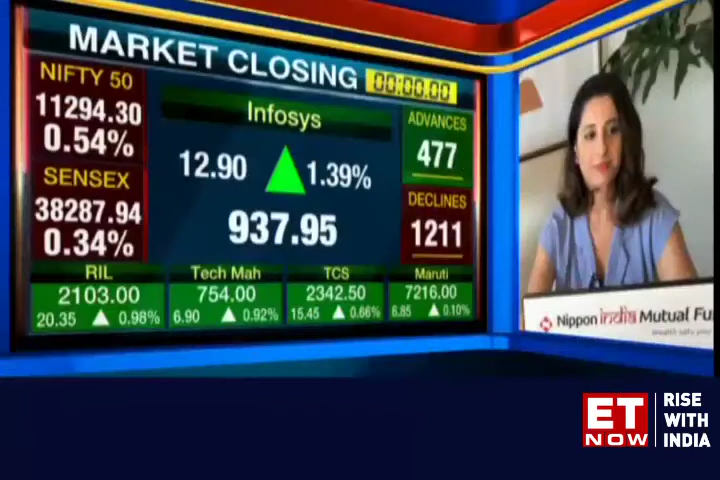 MARKET CLOSING 00:00.00
NIFTY 50
11294.30
0.54%
SENSEX
38287.94
0.34%
Infosys
12.90 1.39%
937.95
ADVANCES
477
DECLINES
1211
RIL
2103.00
20.35 0.98%
Tech Mah
754.00
6.90 0.92%
TCS
2342.50
15.45 0.66%
Maruti
7216.00
6.85 0.10%
Nippon india Mutual Fu
ET
NOW
RISE
WITH
INDIA